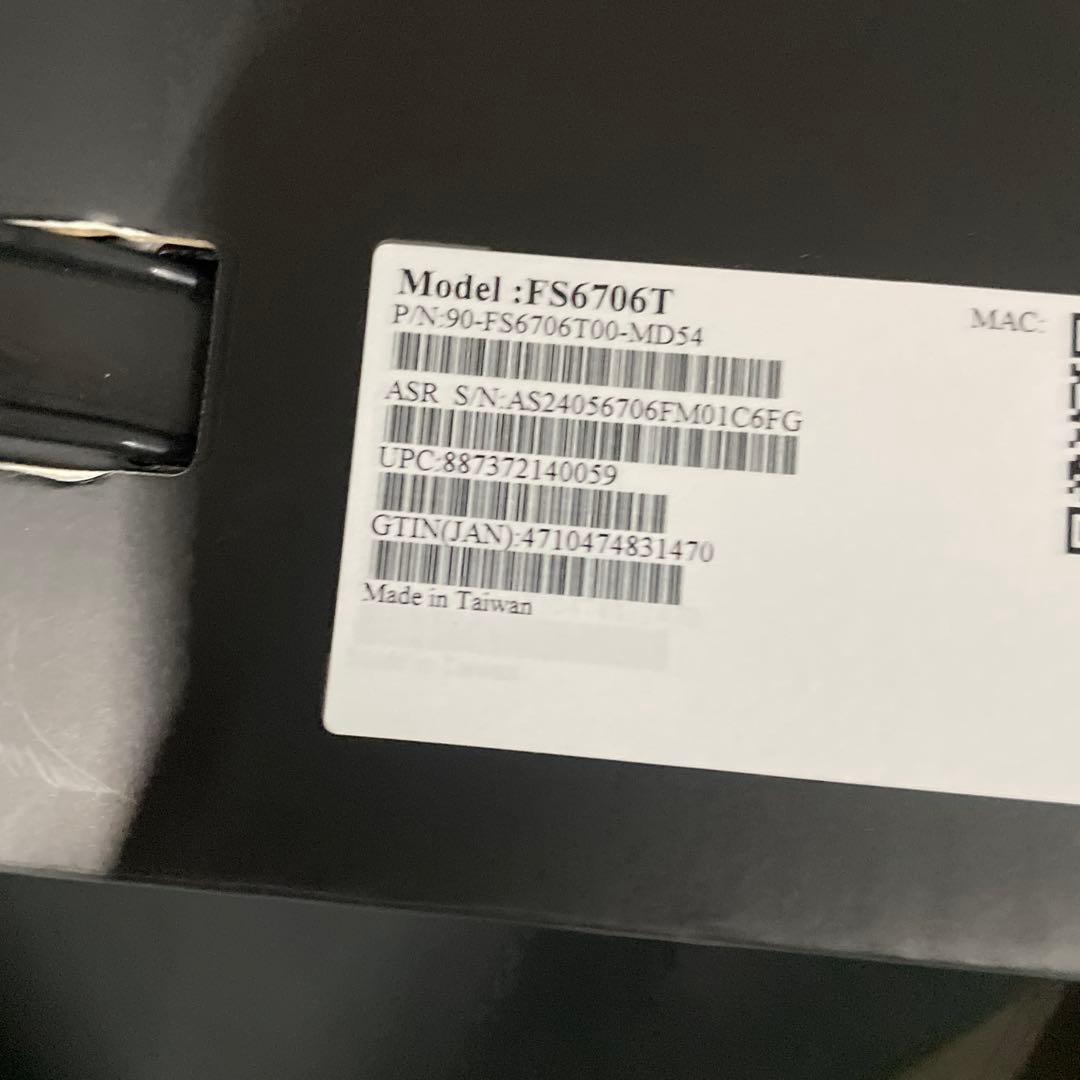 Model :FS6706T
P/N:90-FS6706T00-MD54
ASR S/N:AS24056706FM01C6FG
UPC:887372140059
GTIN(JAN):4710474831470
Made in Taiwan
MAC: